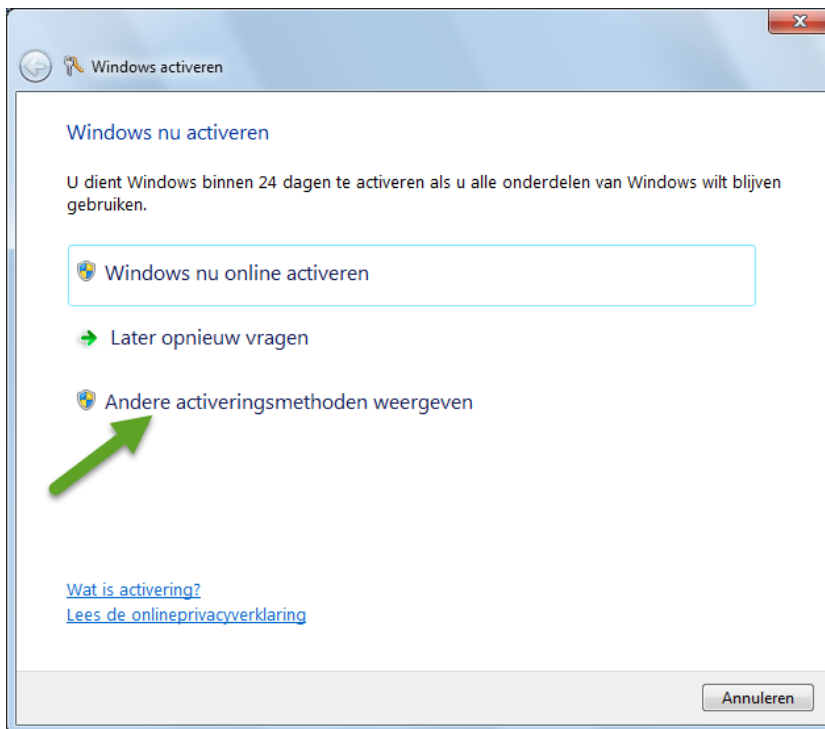 Windows activeren
Windows nu activeren
U dient Windows binnen 24 dagen te activeren als u alle onderdelen van Windows wilt blijven
gebruiken.
Windows nu online activeren
Later opnieuw vragen
Andere activeringsmethoden weergeven
Wat is activering?
Lees de onlineprivacyverklaring
Annuleren